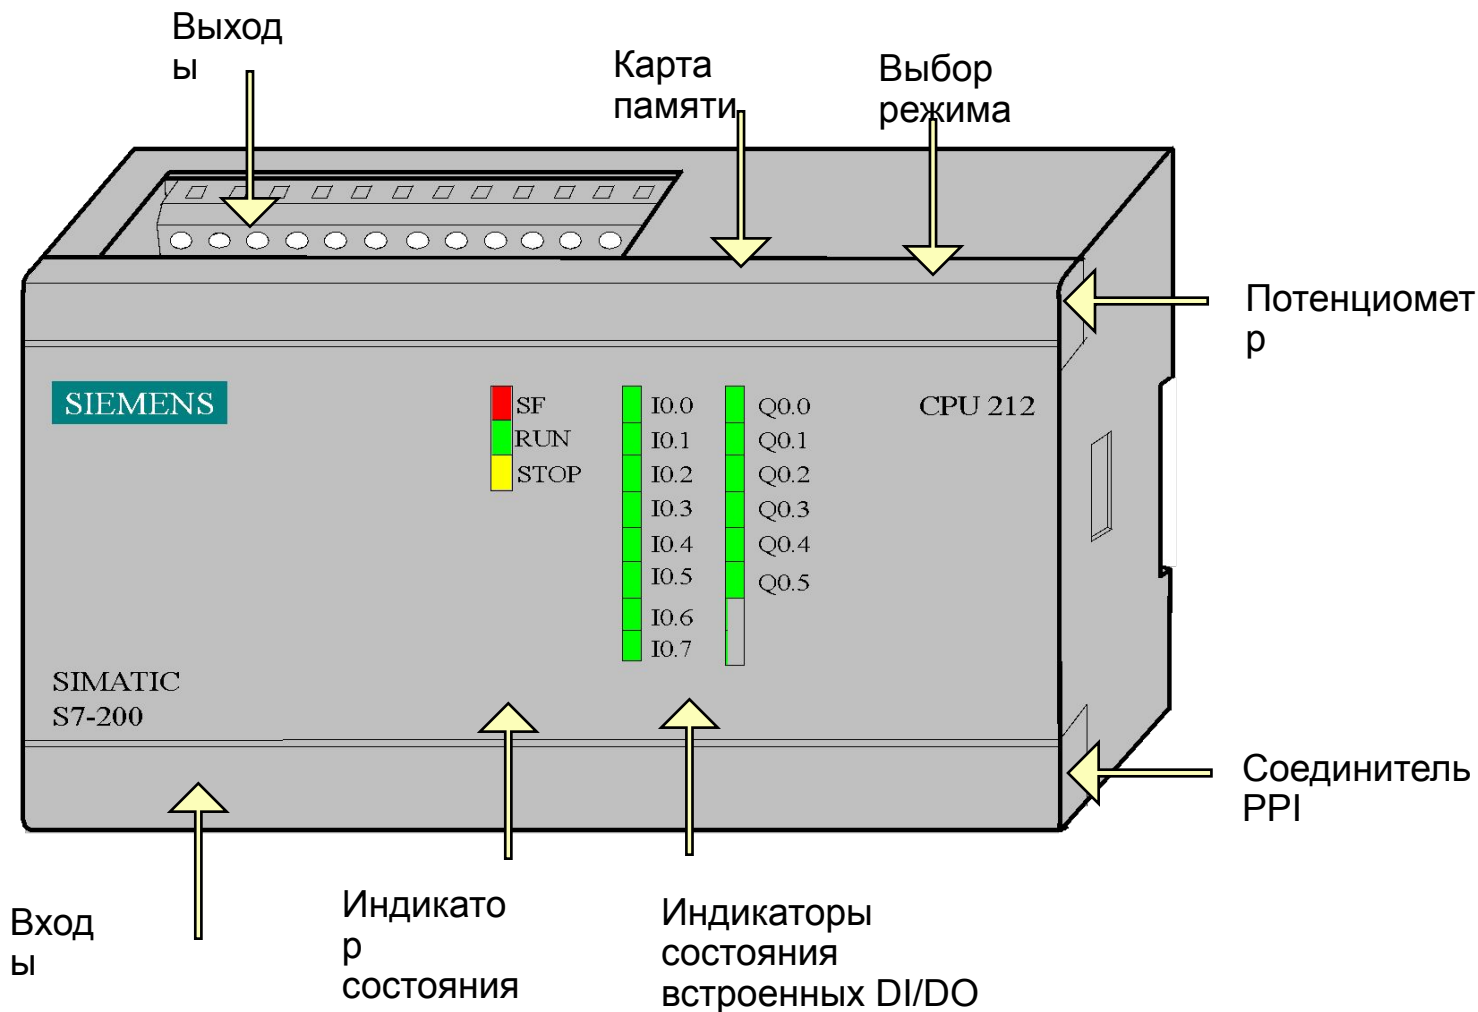 Выход
ы
Карта
памяти
Выбор
режима
Потенциомет
р
SIEMENS
SF
RUN
STOP
I0.0
I0.1
I0.2
I0.3
I0.4
I0.5
I0.6
I0.7
Q0.0
Q0.1
Q0.2
Q0.3
Q0.4
Q0.5
CPU 212
SIMATIC
S7-200
Соединитель
PPI
Вход
ы
Индикато
р
состояния
Индикаторы
состояния
встроенных DI/DO